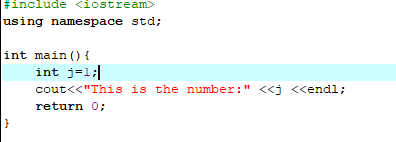 #include <iostream>
using namespace std;
int main(){
int j=1;
cout<<"This is the number:" <<j <<endl;
return 0;
}